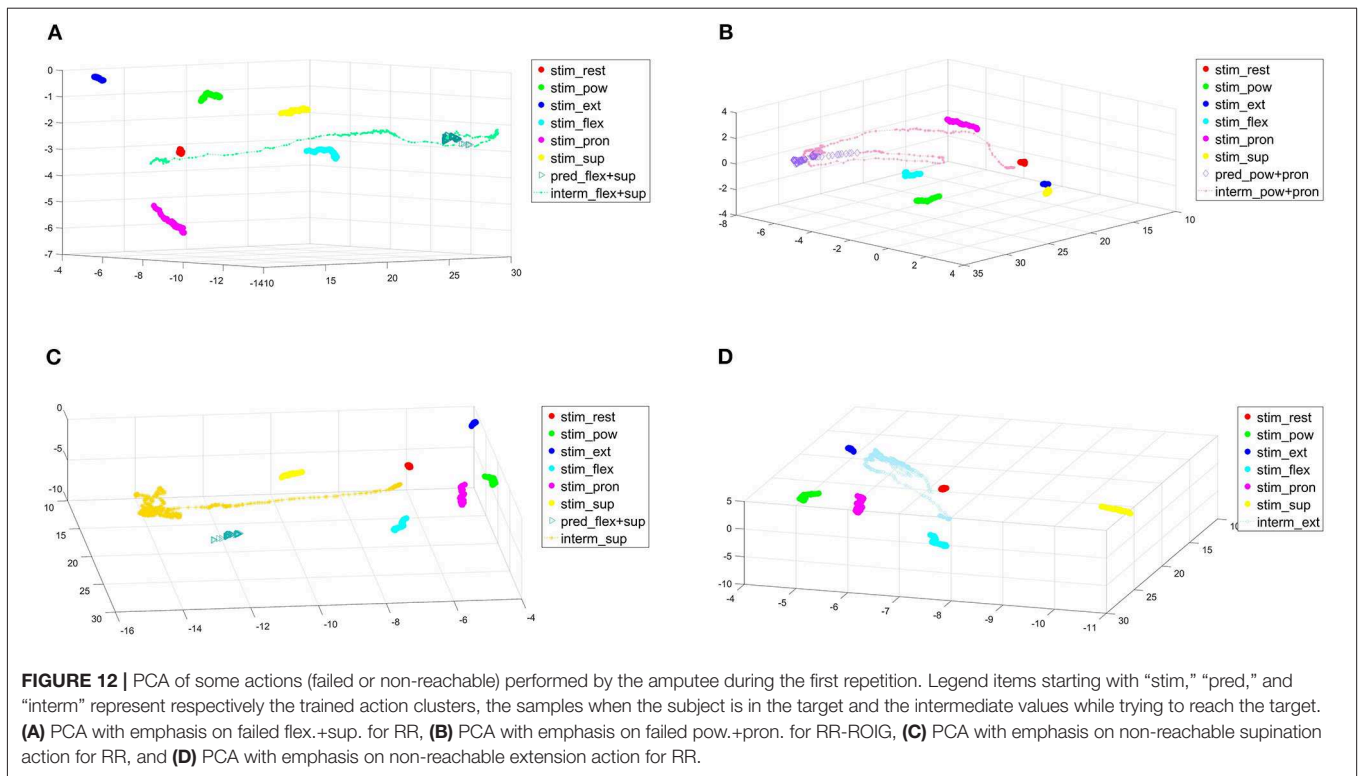 A
0
-1
-2
-3
-4
-5
-6
-7
-4
-6
-8
-10
-12
-1410
15
20
25
30
stim_rest
stim_pow
stim_ext
stim_flex
stim_pron
stim_sup
pred_flex+sup
interm_flex+sup
B
4
2
0
-2
-4
-8
-6
-4
-2
0
2
4
35
30
25
20
15
10
stim_rest
stim_pow
stim_ext
stim_flex
stim_pron
stim_sup
pred_pow+pron
interm_pow+pron
C
0
-5
-10
10
15
20
25
30
-16
-14
-12
-10
-8
-6
-4
stim_rest
stim_pow
stim_ext
stim_flex
stim_pron
stim_sup
pred_flex+sup
interm_sup
D
5
0
-5
-10
-4
-5
-6
-7
-8
-9
-10
-11
30
25
20
15
10
stim_rest
stim_pow
stim_ext
stim_flex
stim_pron
stim_sup
interm_ext
FIGURE 12 | PCA of some actions (failed or non-reachable) performed by the amputee during the first repetition. Legend items starting with “stim,” “pred,” and
“interm” represent respectively the trained action clusters, the samples when the subject is in the target and the intermediate values while trying to reach the target.
(A) PCA with emphasis on failed flex.+sup. for RR, (B) PCA with emphasis on failed pow.+pron. for RR-ROIG, (C) PCA with emphasis on non-reachable supination
action for RR, and (D) PCA with emphasis on non-reachable extension action for RR.